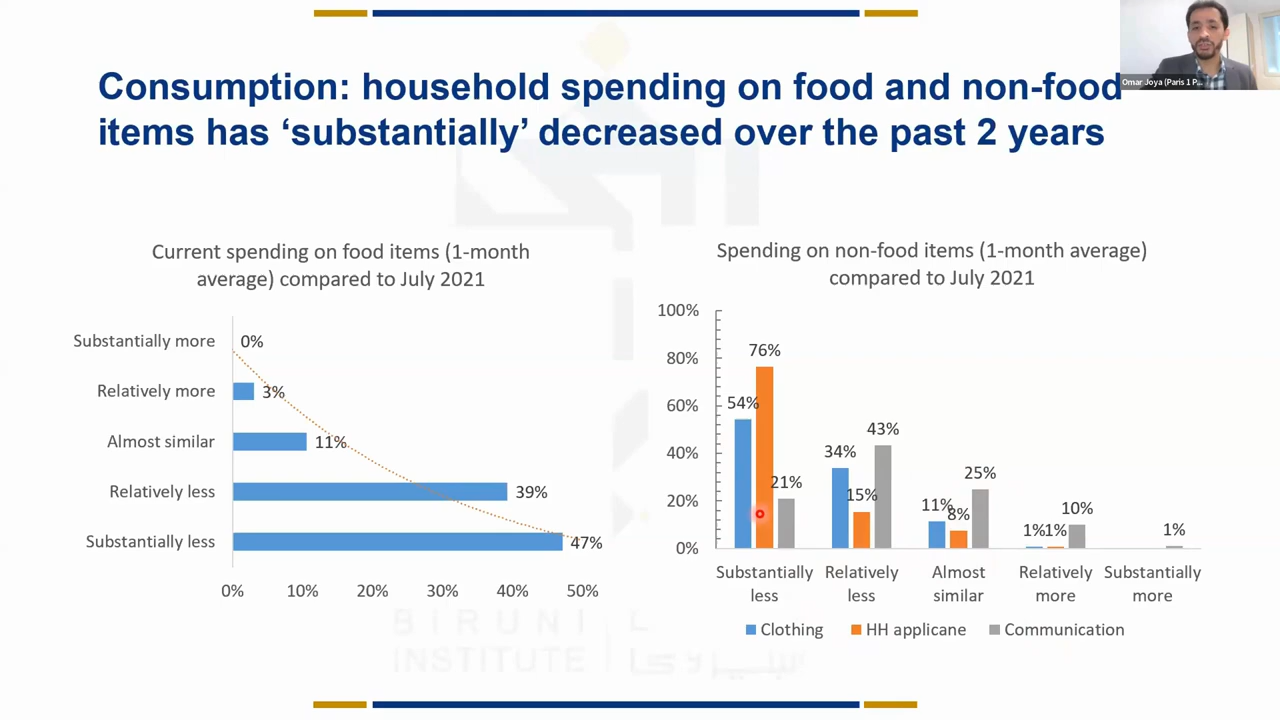 Omar Joya (Paris 1 P...
Consumption: household spending on food and non-food
items has ‘substantially’ decreased over the past 2 years
Current spending on food items (1-month
average) compared to July 2021
Substantially more
0%
Relatively more
3%
Almost similar
11%
Relatively less
39%
Substantially less
47%
0% 10% 20% 30% 40% 50%
Spending on non-food items (1-month average)
compared to July 2021
100%
80%
60%
40%
20%
0%
54% 76% 21%
34% 15% 43%
11% 8% 25%
1% 1% 10%
1%
Substantially Relatively Almost Relatively Substantially
less less similar more more
Clothing HH applicane Communication
BiRUNI
INSTITUTE